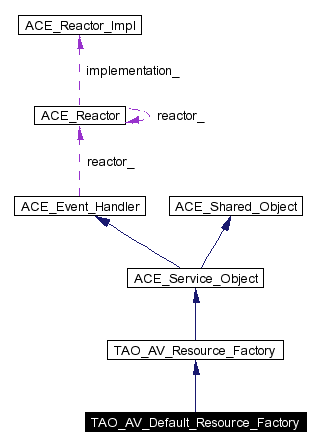 ACE_Reactor_Impl
implementation_
ACE_Reactor
reactor_
reactor_
ACE_Event_Handler
ACE_Shared_Object
ACE_Service_Object
TAO_AV_Resource_Factory
TAO_AV_Default_Resource_Factory